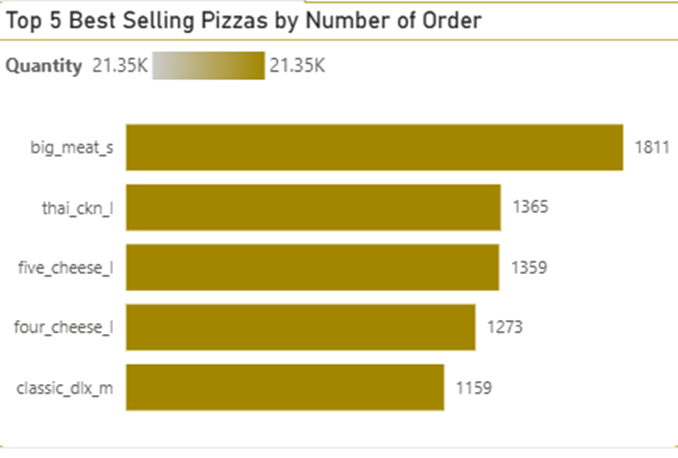 Top 5 Best Selling Pizzas by Number of Order
Quantity 21.35K 21.35K
big_meat_s 1811
thai_ckn_l 1365
five_cheese_l 1359
four_cheese_l 1273
classic_dlx_m 1159